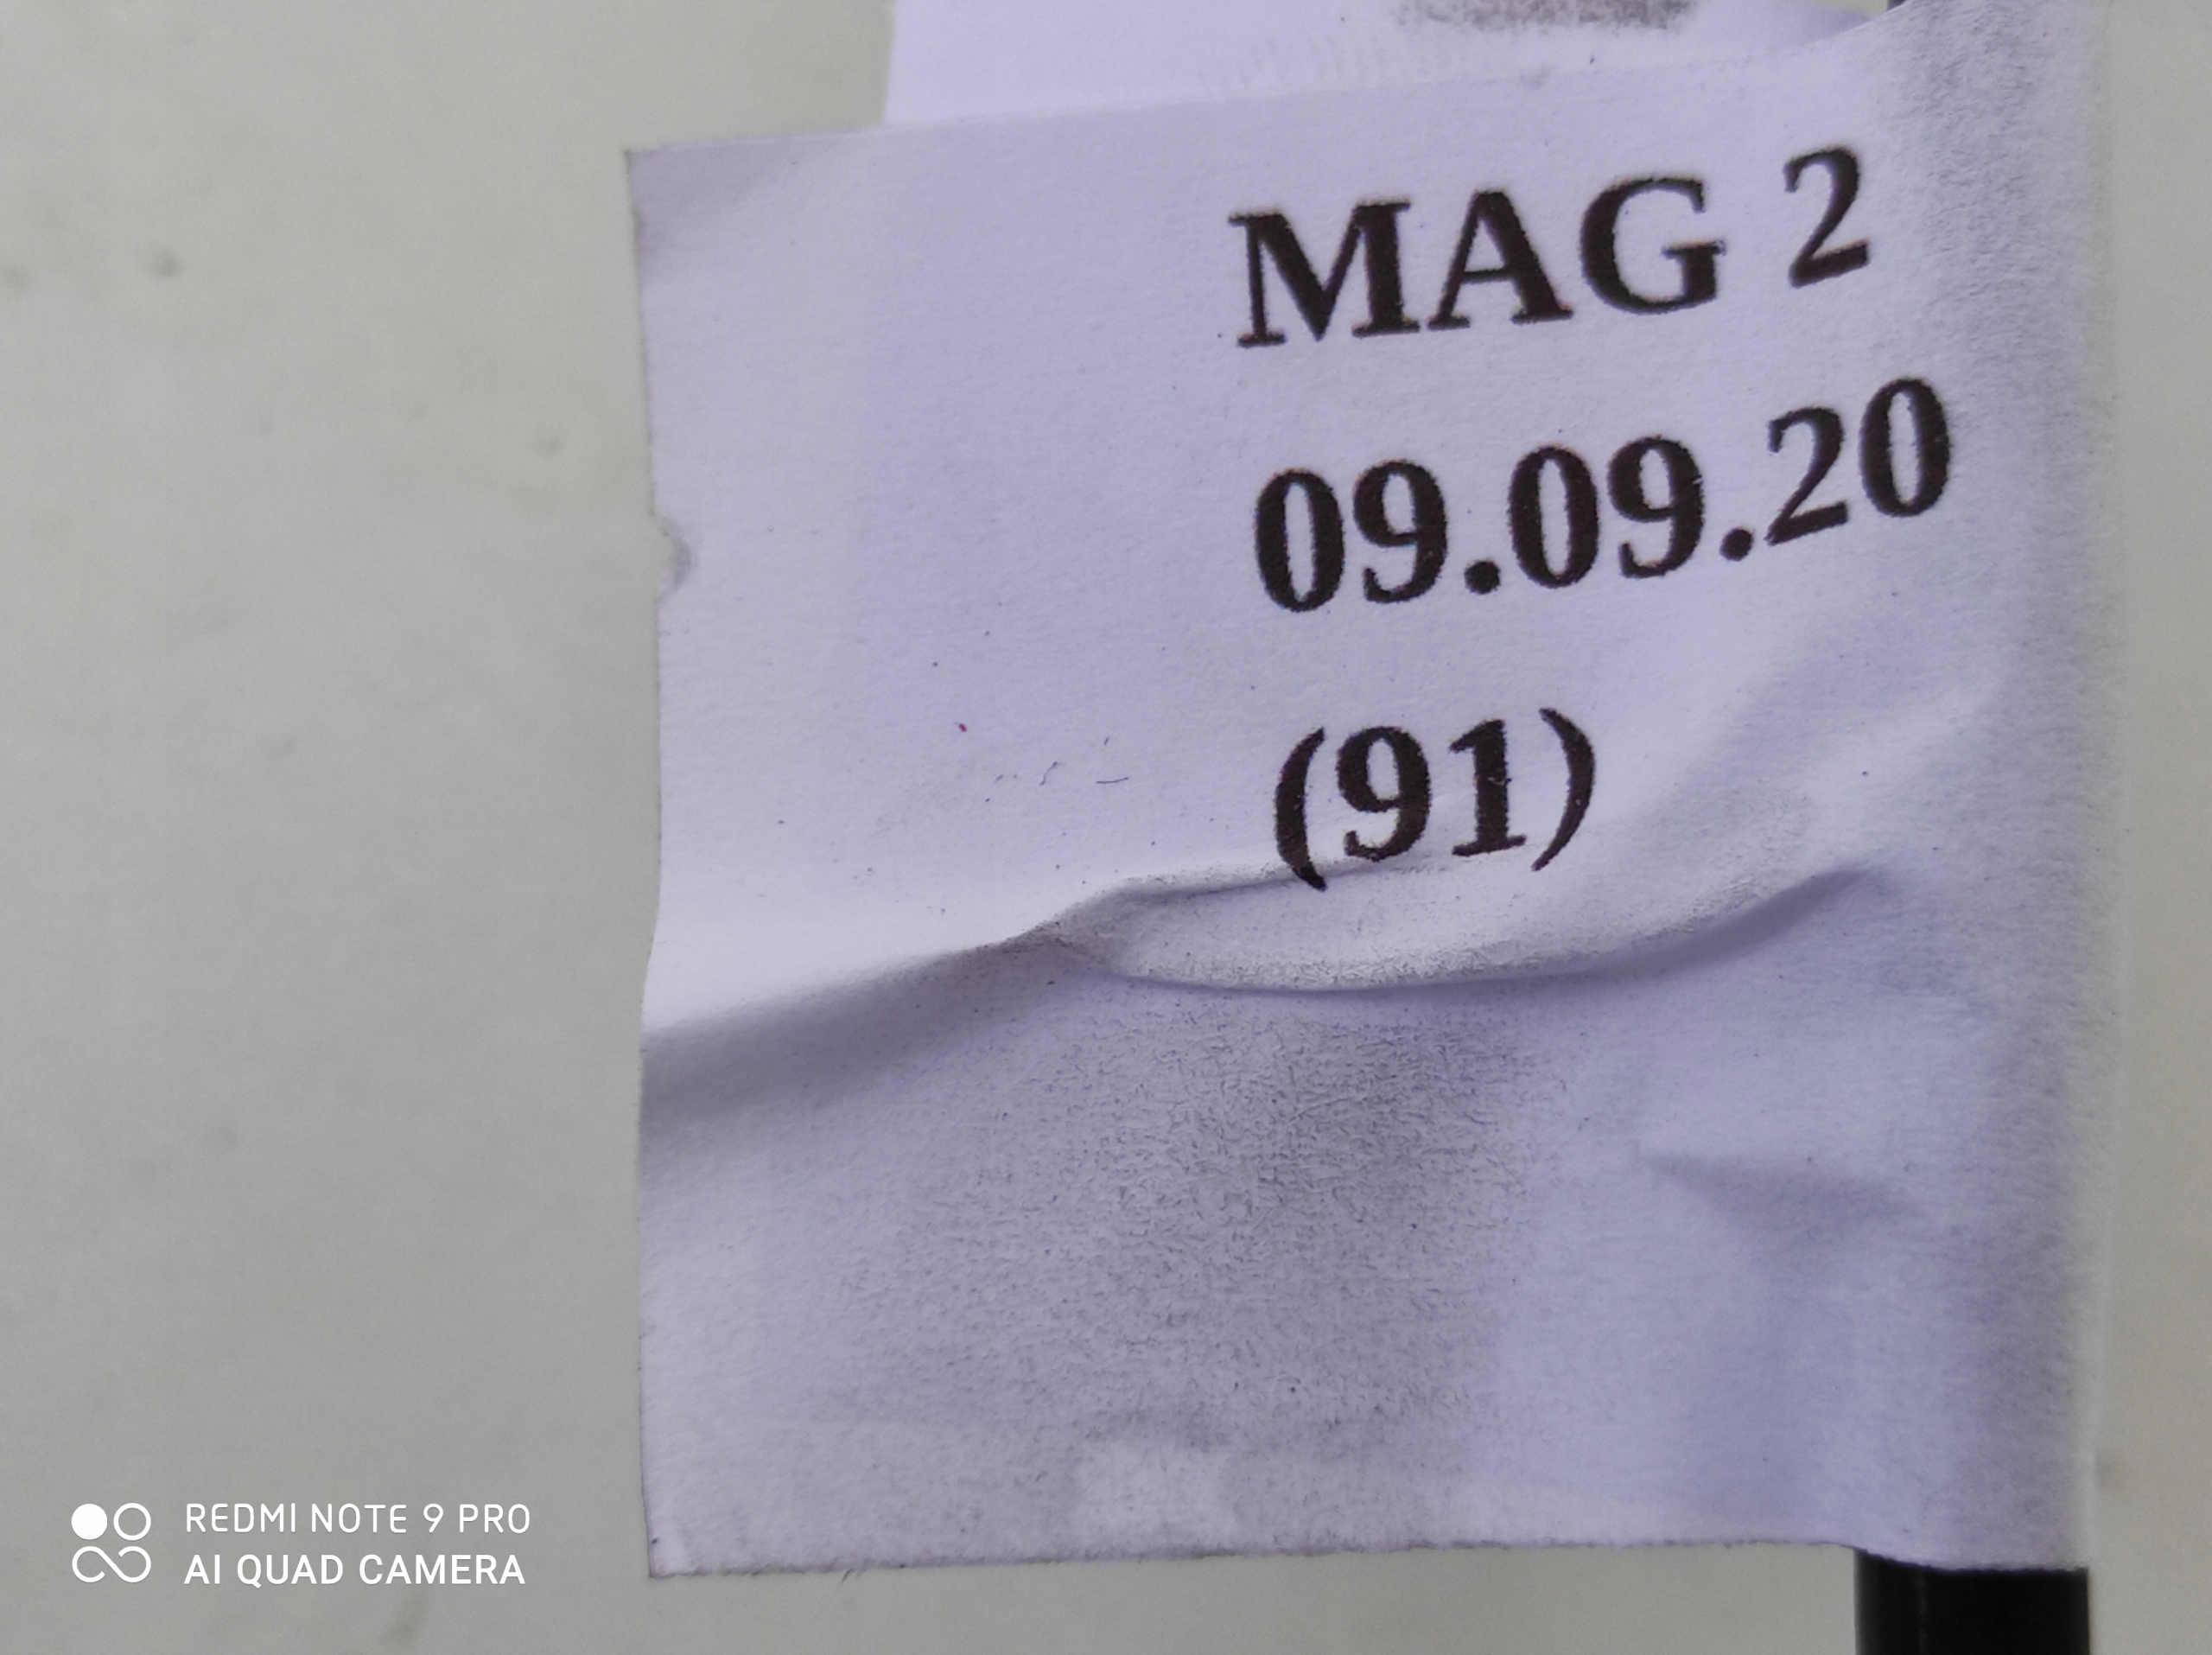 MAG 2
09.09.20
(91)
REDMI NOTE 9 PRO
AI QUAD CAMERA